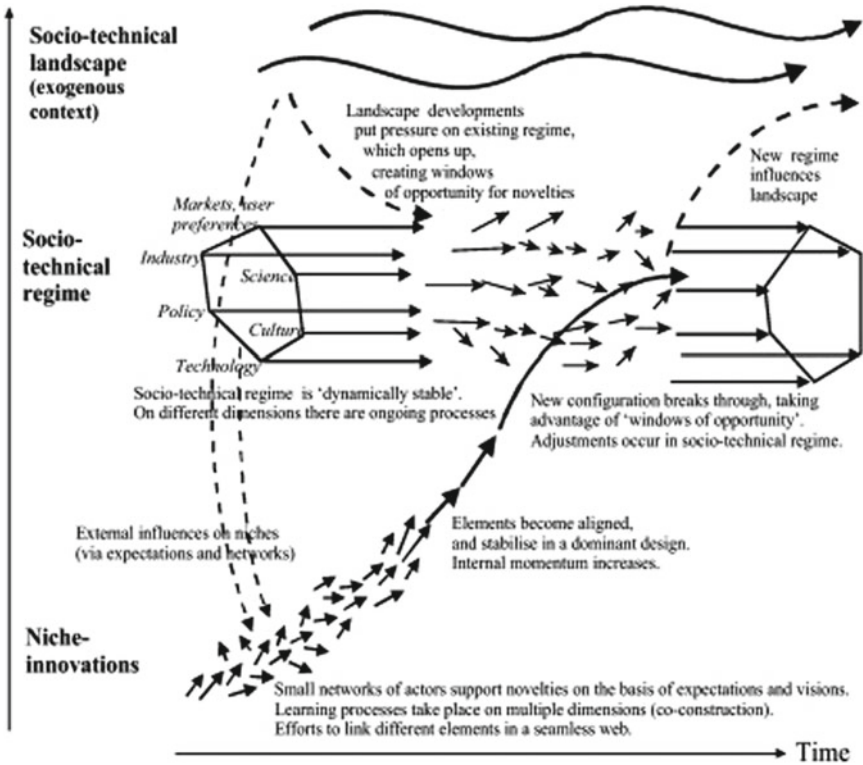 Socio-technical
landscape
(exogenous
context)
Landscape developments
put pressure on existing regime,
which opens up,
creating windows
of opportunity for novelties
New regime
influences
landscape
Socio-
technical
regime
Markets, user
preferences
Industry
Science
Policy
Culture
Technology
Socio-technical regime is ‘dynamically stable’.
On different dimensions there are ongoing processes
New configuration breaks through, taking
advantage of ‘windows of opportunity’.
Adjustments occur in socio-technical regime.
External influences on niches
(via expectations and networks)
Elements become aligned,
and stabilise in a dominant design.
Internal momentum increases.
Niche-
innovations
Small networks of actors support novelties on the basis of expectations and visions.
Learning processes take place on multiple dimensions (co-construction).
Efforts to link different elements in a seamless web.
Time